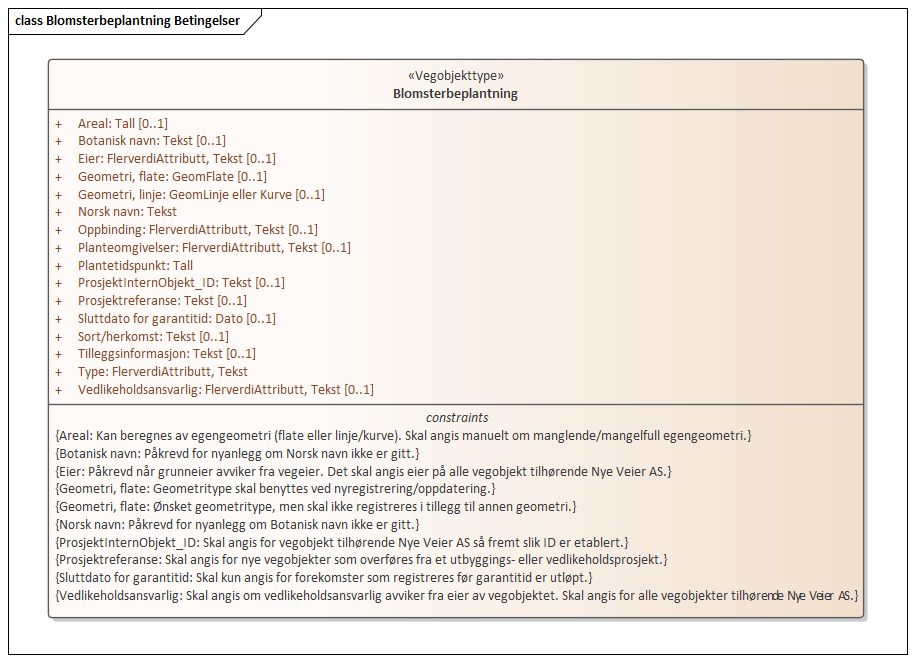 class Blomsterbeplantning Betingelser
«Vegobjekttype»
Blomsterbeplantning
+ Areal: Tall [0..1]
+ Botanisk navn: Tekst [0..1]
+ Eier: FlerverdiAttributt, Tekst [0..1]
+ Geometri, flate: GeomFlate [0..1]
+ Geometri, linje: GeomLinje eller Kurve [0..1]
+ Norsk navn: Tekst
+ Oppbinding: FlerverdiAttributt, Tekst [0..1]
+ Planteomgivelser: FlerverdiAttributt, Tekst [0..1]
+ Plantetidspunkt: Tall
+ ProsjektInternObjekt_ID: Tekst [0..1]
+ Prosjektreferanse: Tekst [0..1]
+ Sluttdato for garantitid: Dato [0..1]
+ Sort/herkomst: Tekst [0..1]
+ Tilleggsinformasjon: Tekst [0..1]
+ Type: FlerverdiAttributt, Tekst
+ Vedlikeholdsansvarlig: FlerverdiAttributt, Tekst [0..1]
constraints
{Areal: Kan beregnes av egengeometri (flate eller linje/kurve). Skal angis manuelt om manglende/mangelfull egengeometri.}
{Botanisk navn: Påkrevd for nyanlegg om Norsk navn ikke er gitt.}
{Eier: Påkrevd når grunneier avviker fra vegeier. Det skal angis eier på alle vegobjekt tilhørende Nye Veier AS.}
{Geometri, flate: Geometritype skal benyttes ved nyregistrering/oppdatering.}
{Geometri, flate: Ønsket geometritype, men skal ikke registreres i tillegg til annen geometri.}
{Norsk navn: Påkrevd for nyanlegg om Botanisk navn ikke er gitt.}
{ProsjektInternObjekt_ID: Skal angis for vegobjekt tilhørende Nye Veier AS så fremt slik ID er etablert.}
{Prosjektreferanse: Skal angis for nye vegobjekter som overføres fra et utbyggings- eller vedlikeholdsprosjekt.}
{Sluttdato for garantitid: Skal kun angis for forekomster som registreres før garantitid er utløpt.}
{Vedlikeholdsansvarlig: Skal angis om vedlikeholdsansvarlig avviker fra eier av vegobjektet. Skal angis for alle vegobjekter tilhørende Nye Veier AS.}